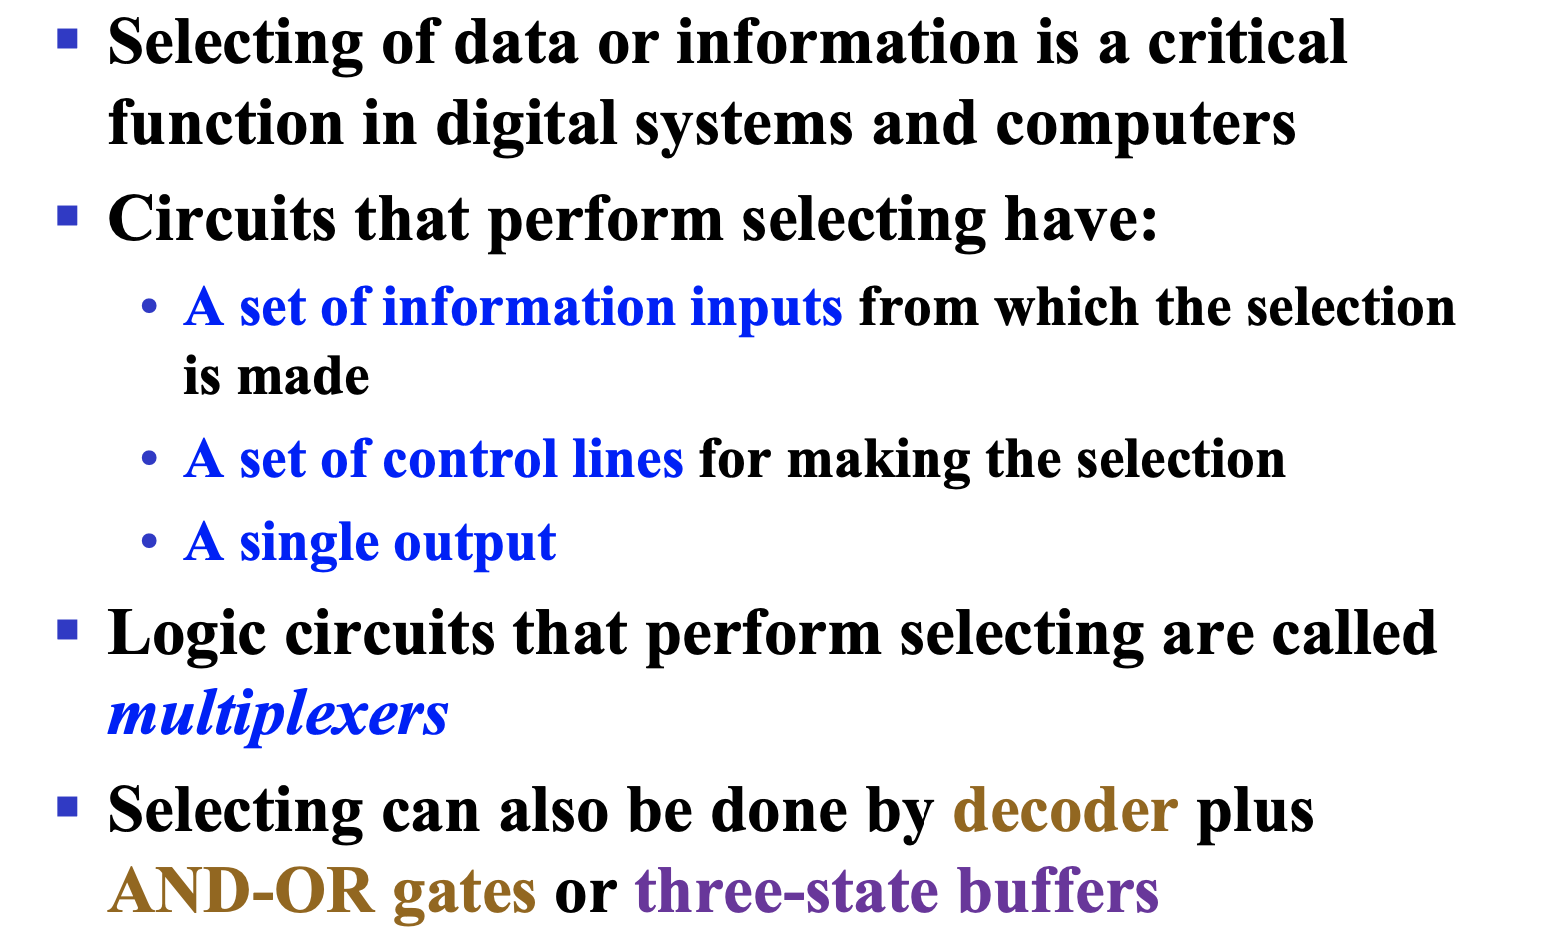 ▪ Selecting of data or information is a critical
function in digital systems and computers
▪ Circuits that perform selecting have:
• A set of information inputs from which the selection
is made
• A set of control lines for making the selection
• A single output
▪ Logic circuits that perform selecting are called
multiplexers
▪ Selecting can also be done by decoder plus
AND-OR gates or three-state buffers